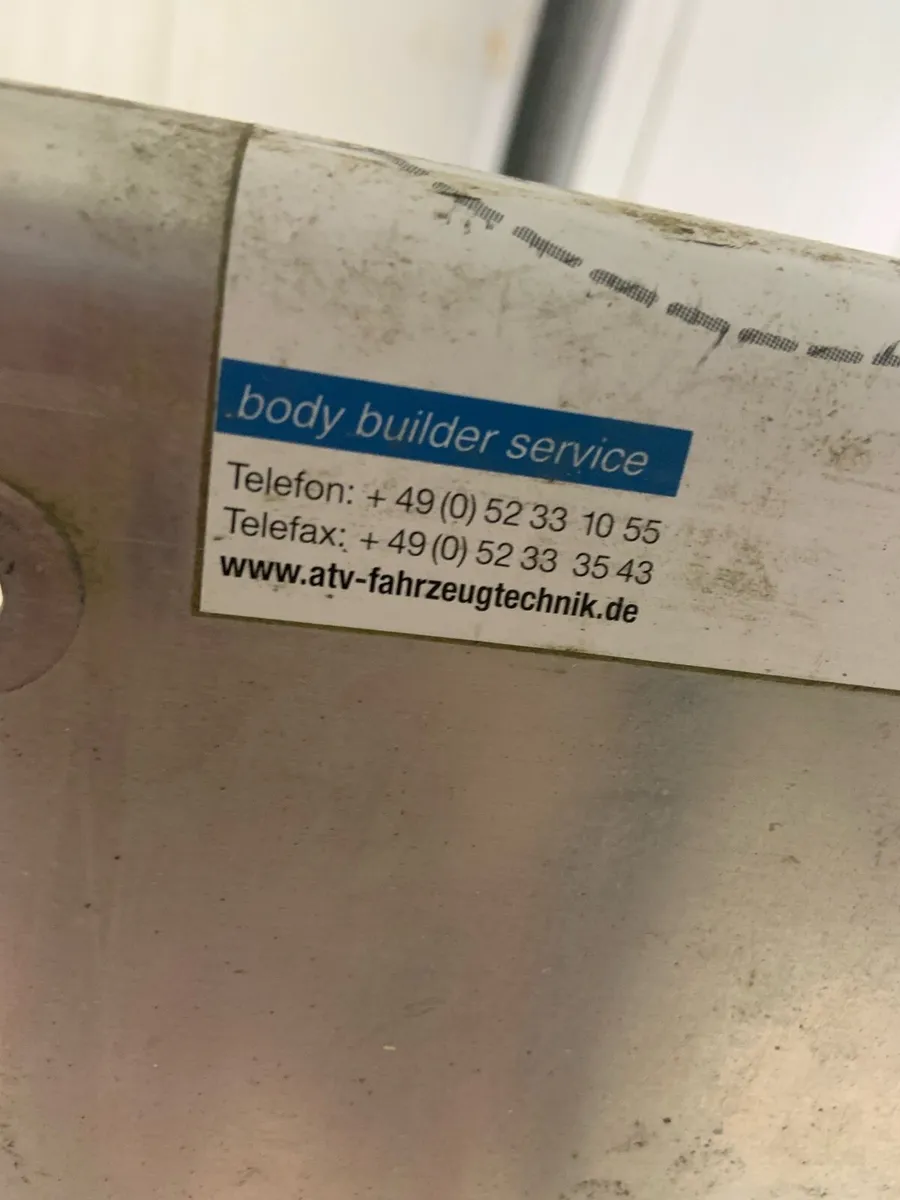 body builder service
Telefon: + 49 (0) 52 33 10 55
Telefax: + 49 (0) 52 33 35 43
www.atv-fahrzeugtechnik.de